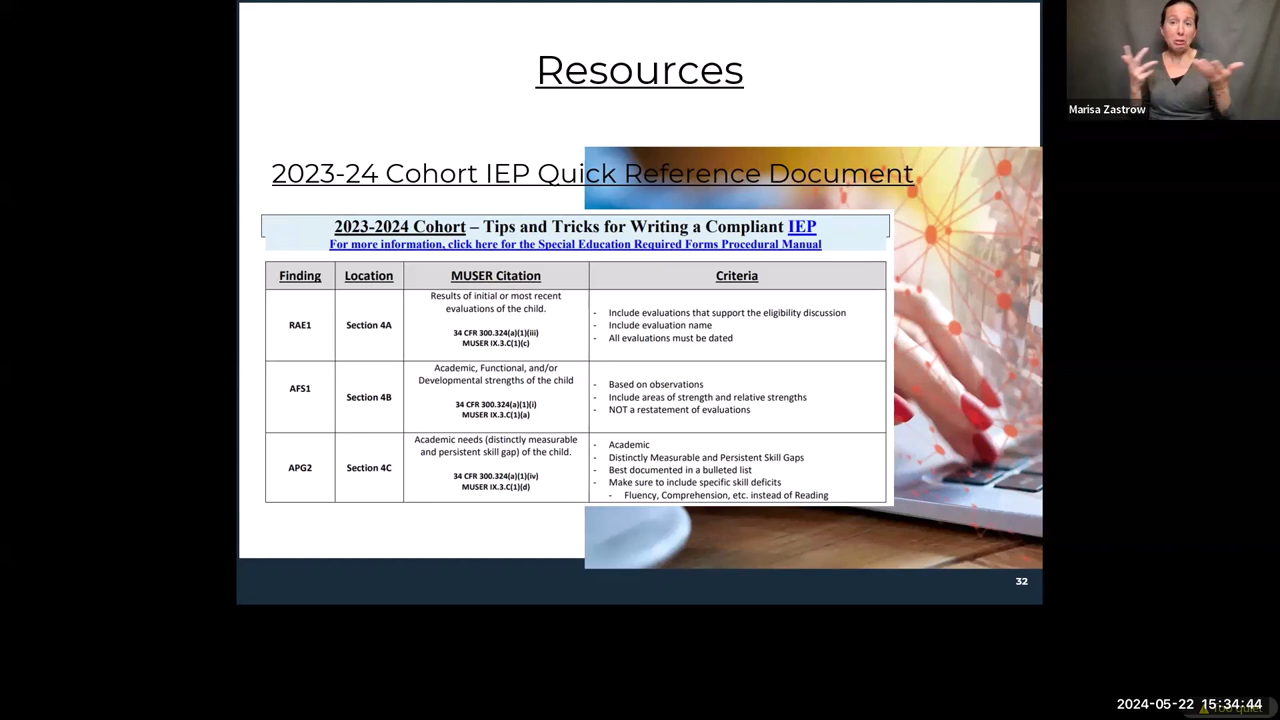 Resources
Marisa Zastrow
2023-24 Cohort IEP Quick Reference Document
2023-2024 Cohort – Tips and Tricks for Writing a Compliant IEP
For more information, click here for the Special Education Required Forms Procedural Manual
Finding Location MUSER Citation Criteria
RAE1
Section 4A
Results of initial or most recent
evaluations of the child.
34 CFR 300.324(a)(1)(iii)
MUSER IX.3.C(1)(c)
- Include evaluations that support the eligibility discussion
- Include evaluation name
- All evaluations must be dated
AFS1
Section 4B
Academic, Functional, and/or
Developmental strengths of the child
34 CFR 300.324(a)(1)(i)
MUSER IX.3.C(1)(a)
- Based on observations
- Include areas of strength and relative strengths
- NOT a restatement of evaluations
APG2
Section 4C
Academic needs (distinctly measurable
and persistent skill gap) of the child.
34 CFR 300.324(a)(1)(iv)
MUSER IX.3.C(1)(d)
- Academic
- Distinctly Measurable and Persistent Skill Gaps
- Best documented in a bulleted list
- Make sure to include specific skill deficits
- Fluency, Comprehension, etc. instead of Reading
32
2024-05-22 15:34:44